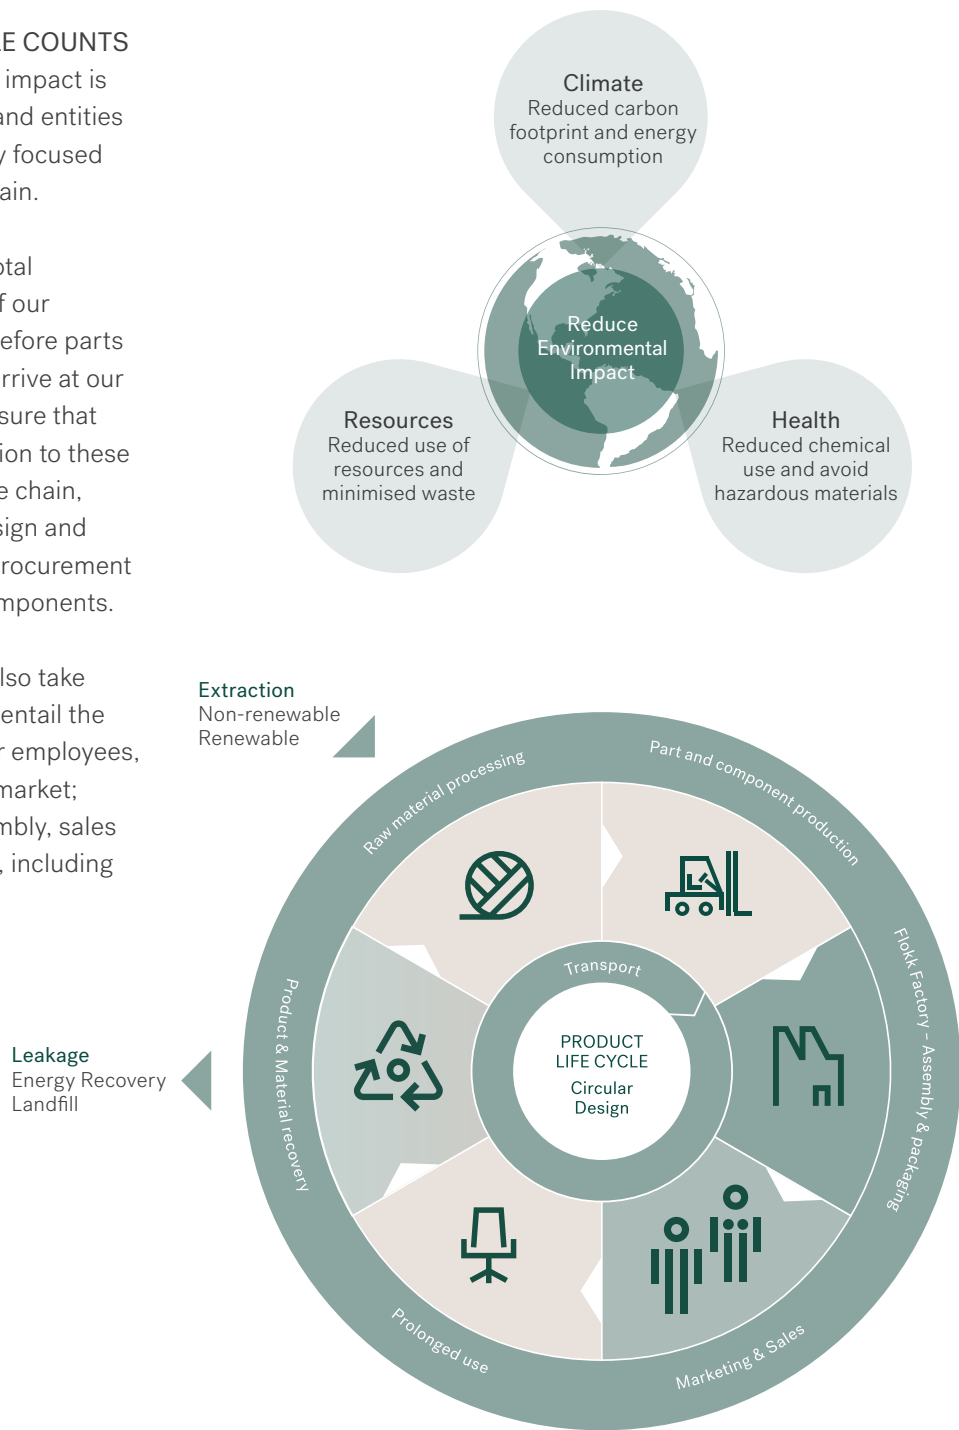 LE COUNTS
impact is
and entities
y focused
ain.
otal
f our
efore parts
rrive at our
sure that
ion to these
e chain,
sign and
rocurement
mponents.
lso take
entail the
r employees,
market;
mbly, sales
, including
Climate
Reduced carbon
footprint and energy
consumption
Reduce
Environmental
Impact
Resources
Reduced use of
resources and
minimised waste
Health
Reduced chemical
use and avoid
hazardous materials
Extraction
Non-renewable
Renewable
Raw material processing
Part and component production
Flokk Factory – Assembly & packaging
Marketing & Sales
Prolonged use
Product & Material recovery
Transport
PRODUCT
LIFE CYCLE
Circular
Design
Leakage
Energy Recovery
Landfill